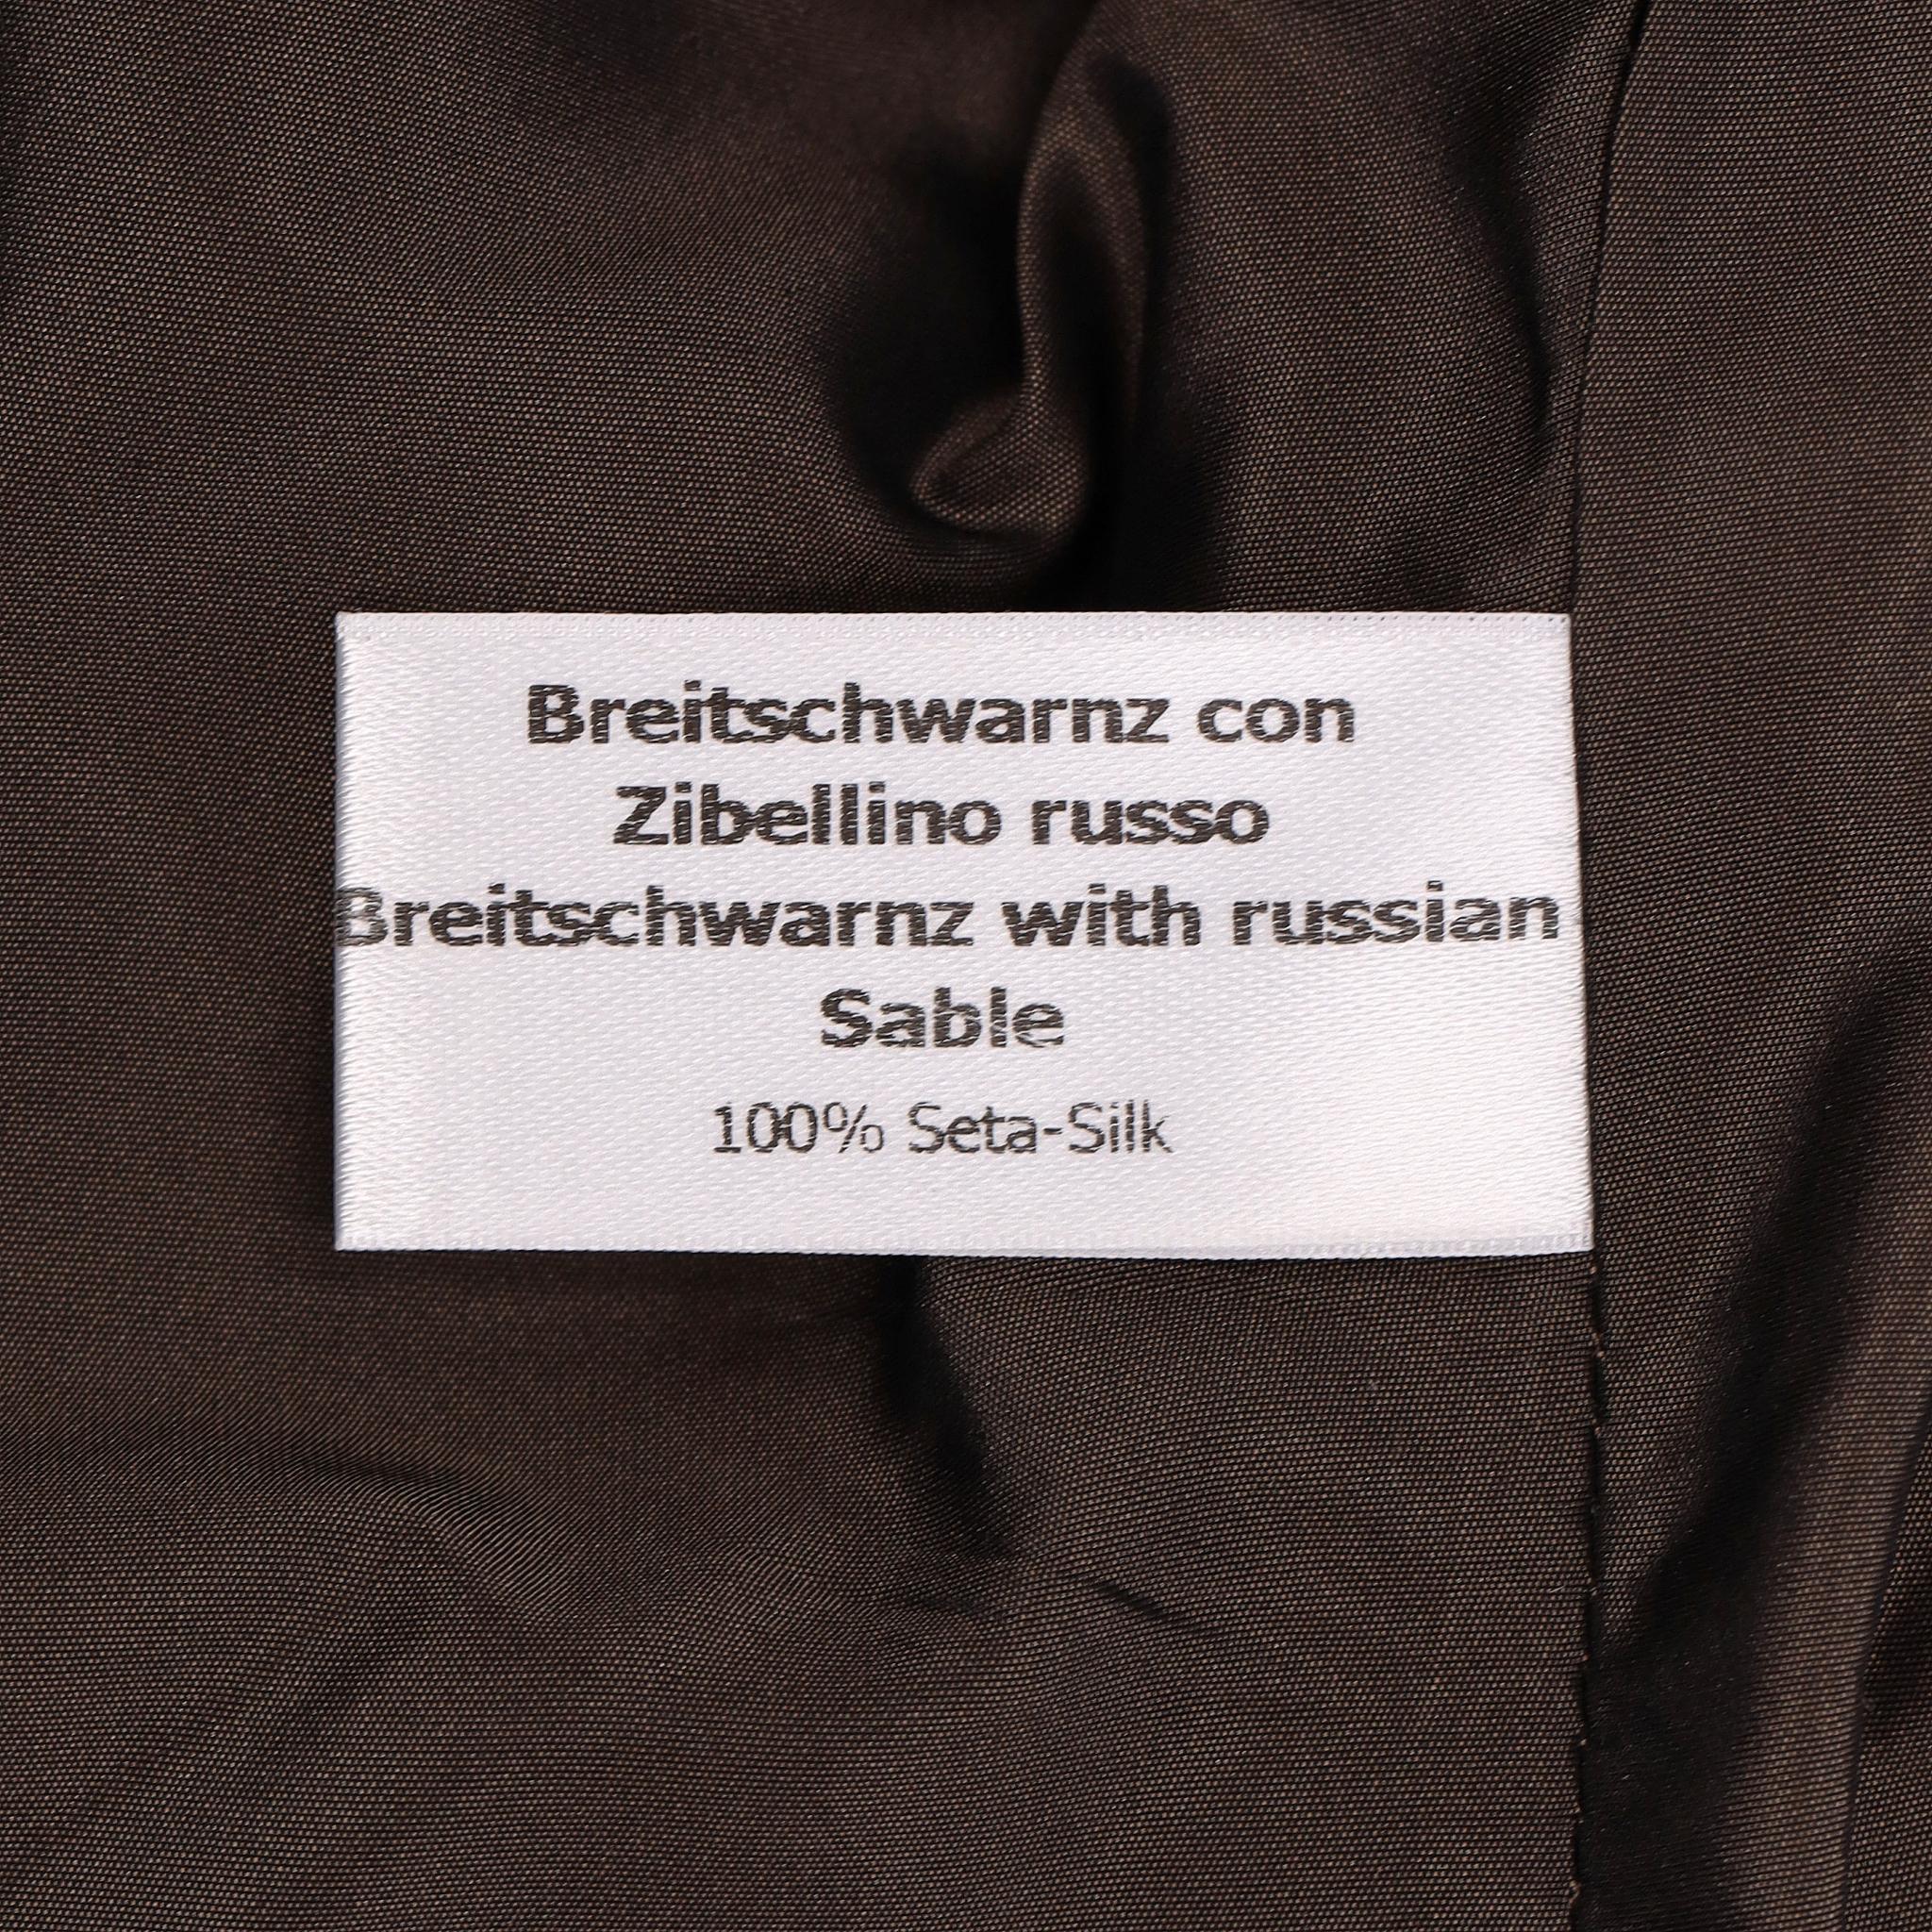 Breitschwarnz con
Zibellino russo
Breitschwarnz with russian
Sable
100% Seta-Silk